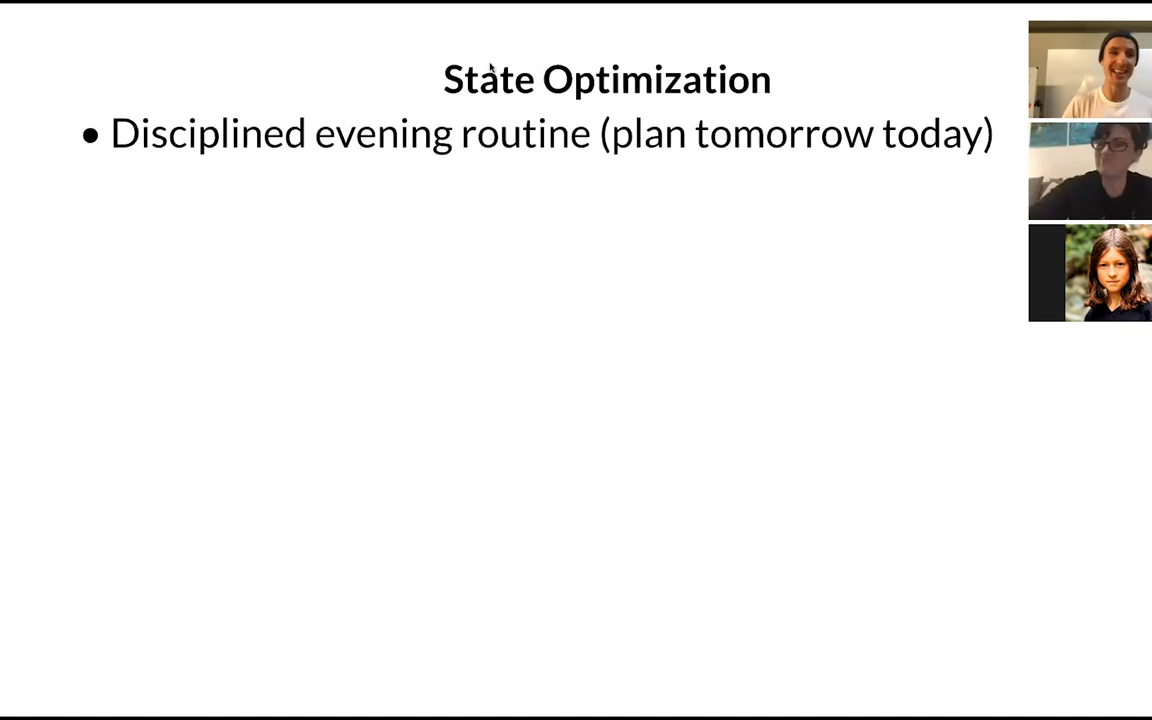 State Optimization
• Disciplined evening routine (plan tomorrow today)